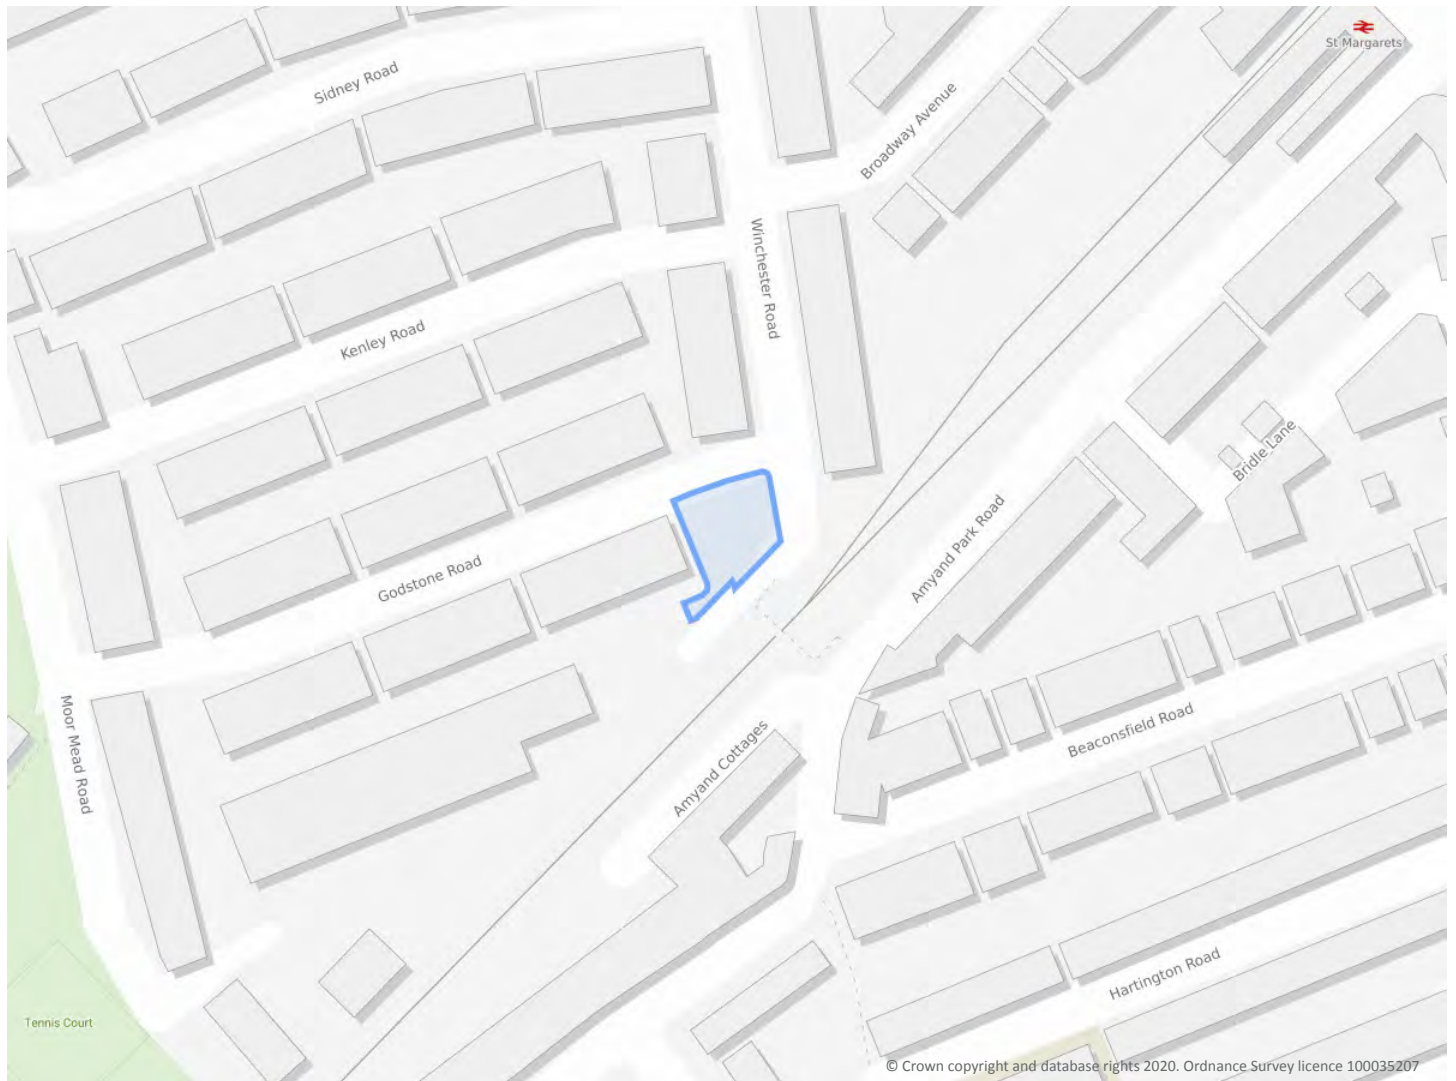 St Margarets
Sidney Road
Broadway Avenue
Winchester Road
Kenley Road
Bridle Lane
Amyand Park Road
Godstone Road
Moor Mead Road
Beaconsfield Road
Amyand Cottages
Hartington Road
Tennis Court
© Crown copyright and database rights 2020. Ordnance Survey licence 100035207